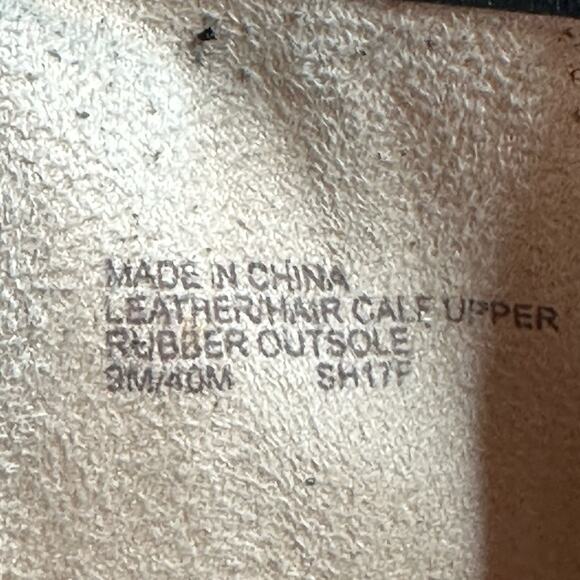 MADE IN CHINA
LEATHER/HAIR CALF UPPER
RUBBER OUTSOLE
9M/40M SH17F